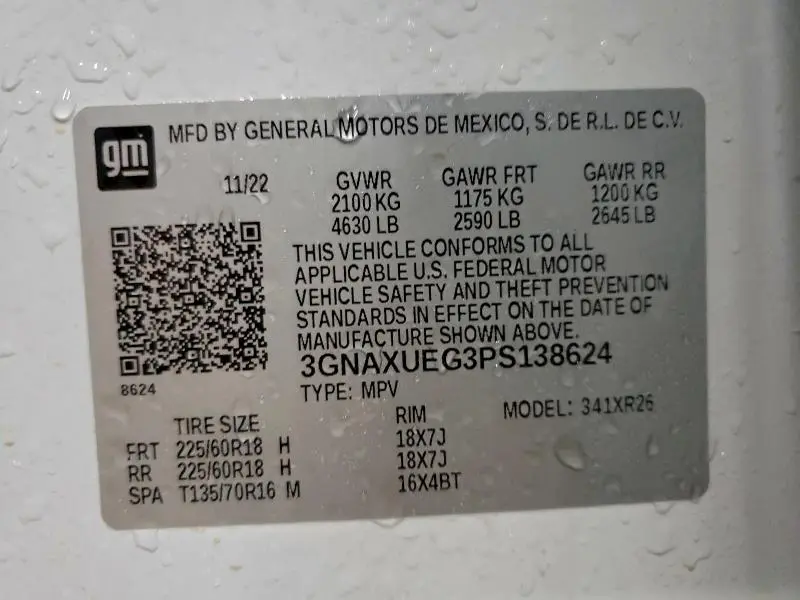 gm
MFD BY GENERAL MOTORS DE MEXICO, S. DE R.L. DE C.V.
11/22 GVWR GAWR FRT GAWR RR
2100 KG 1175 KG 1200 KG
4630 LB 2590 LB 2645 LB
THIS VEHICLE CONFORMS TO ALL
APPLICABLE U.S. FEDERAL MOTOR
VEHICLE SAFETY AND THEFT PREVENTION
STANDARDS IN EFFECT ON THE DATE OF
MANUFACTURE SHOWN ABOVE.
3GNAXUEG3PS138624
8624
TYPE: MPV
MODEL: 341XR26
TIRE SIZE RIM
FRT 225/60R18 H 18X7J
RR 225/60R18 H 18X7J
SPA T135/70R16 M 16X4BT